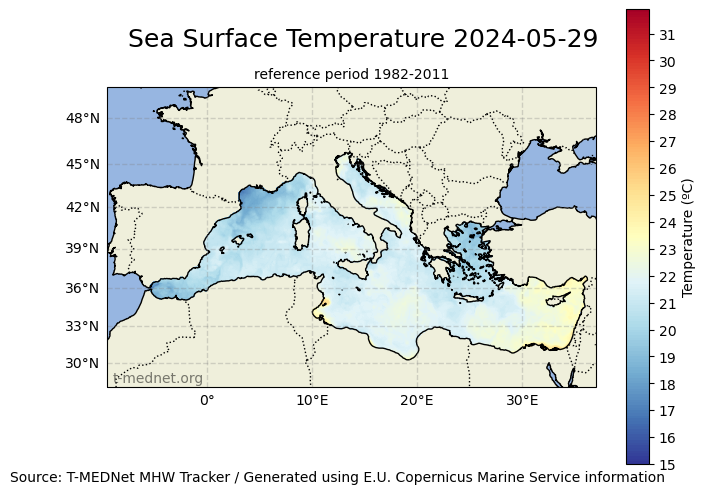 Sea Surface Temperature 2024-05-29
reference period 1982-2011
48°N
45°N
42°N
39°N
36°N
33°N
30°N
t-mednet.org
0°
10°E
20°E
30°E
31
30
29
28
27
26
25
24
23
22
21
20
19
18
17
16
15
Temperature (ºC)
Source: T-MEDNet MHW Tracker / Generated using E.U. Copernicus Marine Service information